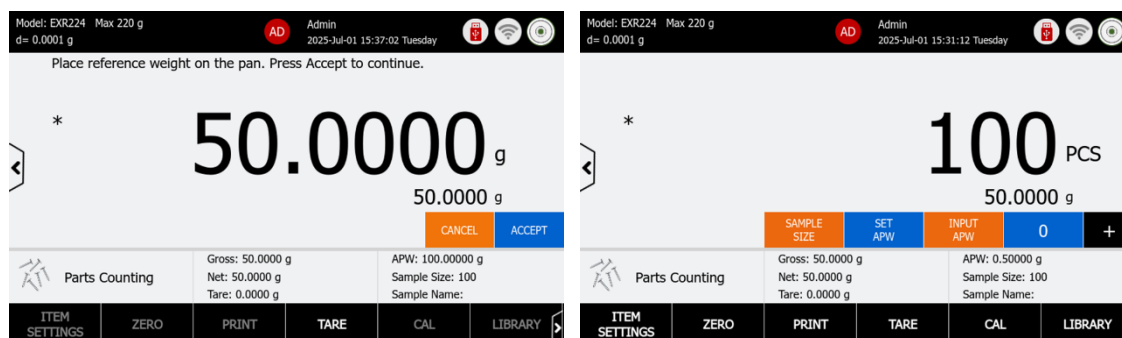 Model: EXR224 Max 220 g
d= 0.0001 g
AD
Admin
2025-Jul-01 15:37:02 Tuesday
Place reference weight on the pan. Press Accept to continue.
*
50.0000 g
50.0000 g
CANCEL
ACCEPT
Parts Counting
Gross: 50.0000 g
Net: 50.0000 g
Tare: 0.0000 g
APW: 100.00000 g
Sample Size: 100
Sample Name:
ITEM
SETTINGS
ZERO
PRINT
TARE
CAL
LIBRARY
Model: EXR224 Max 220 g
d= 0.0001 g
AD
Admin
2025-Jul-01 15:31:12 Tuesday
*
100 PCS
50.0000 g
SAMPLE
SIZE
SET
APW
INPUT
APW
0
+
Parts Counting
Gross: 50.0000 g
Net: 50.0000 g
Tare: 0.0000 g
APW: 0.50000 g
Sample Size: 100
Sample Name:
ITEM
SETTINGS
ZERO
PRINT
TARE
CAL
LIBRARY